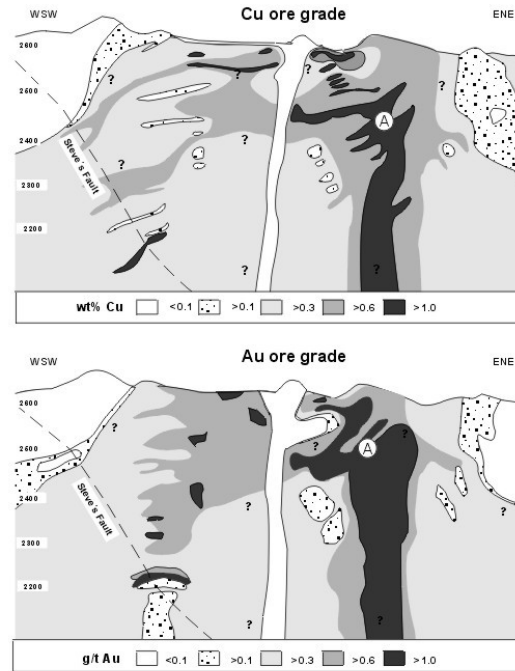 WSW
Cu ore grade
ENE
2600
?
?
?
?
2600
A
2400
?
?
Steve's Fault
2300
2200
?
?
wt% Cu <0.1 >0.1 >0.3 >0.6 >1.0
WSW
Au ore grade
ENE
2600
?
A
?
2600
?
Steve's Fault
2400
?
?
2300
2200
?
?
g/t Au <0.1 >0.1 >0.3 >0.6 >1.0